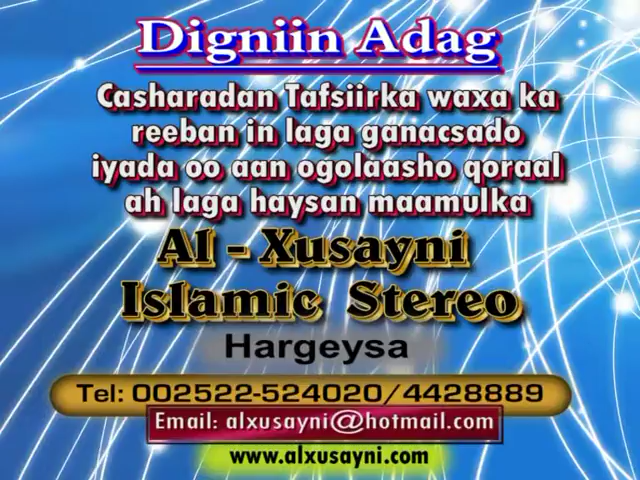 Digniin Adag
Casharadan Tafsiirka waxa ka
reeban in laga ganacsado
iyada oo aan ogolaasho qoraal
ah laga haysan maamulka
Al - Xusayni
Islamic Stereo
Hargeysa
Tel: 002522-524020/4428889
Email: alxusayni@hotmail.com
www.alxusayni.com